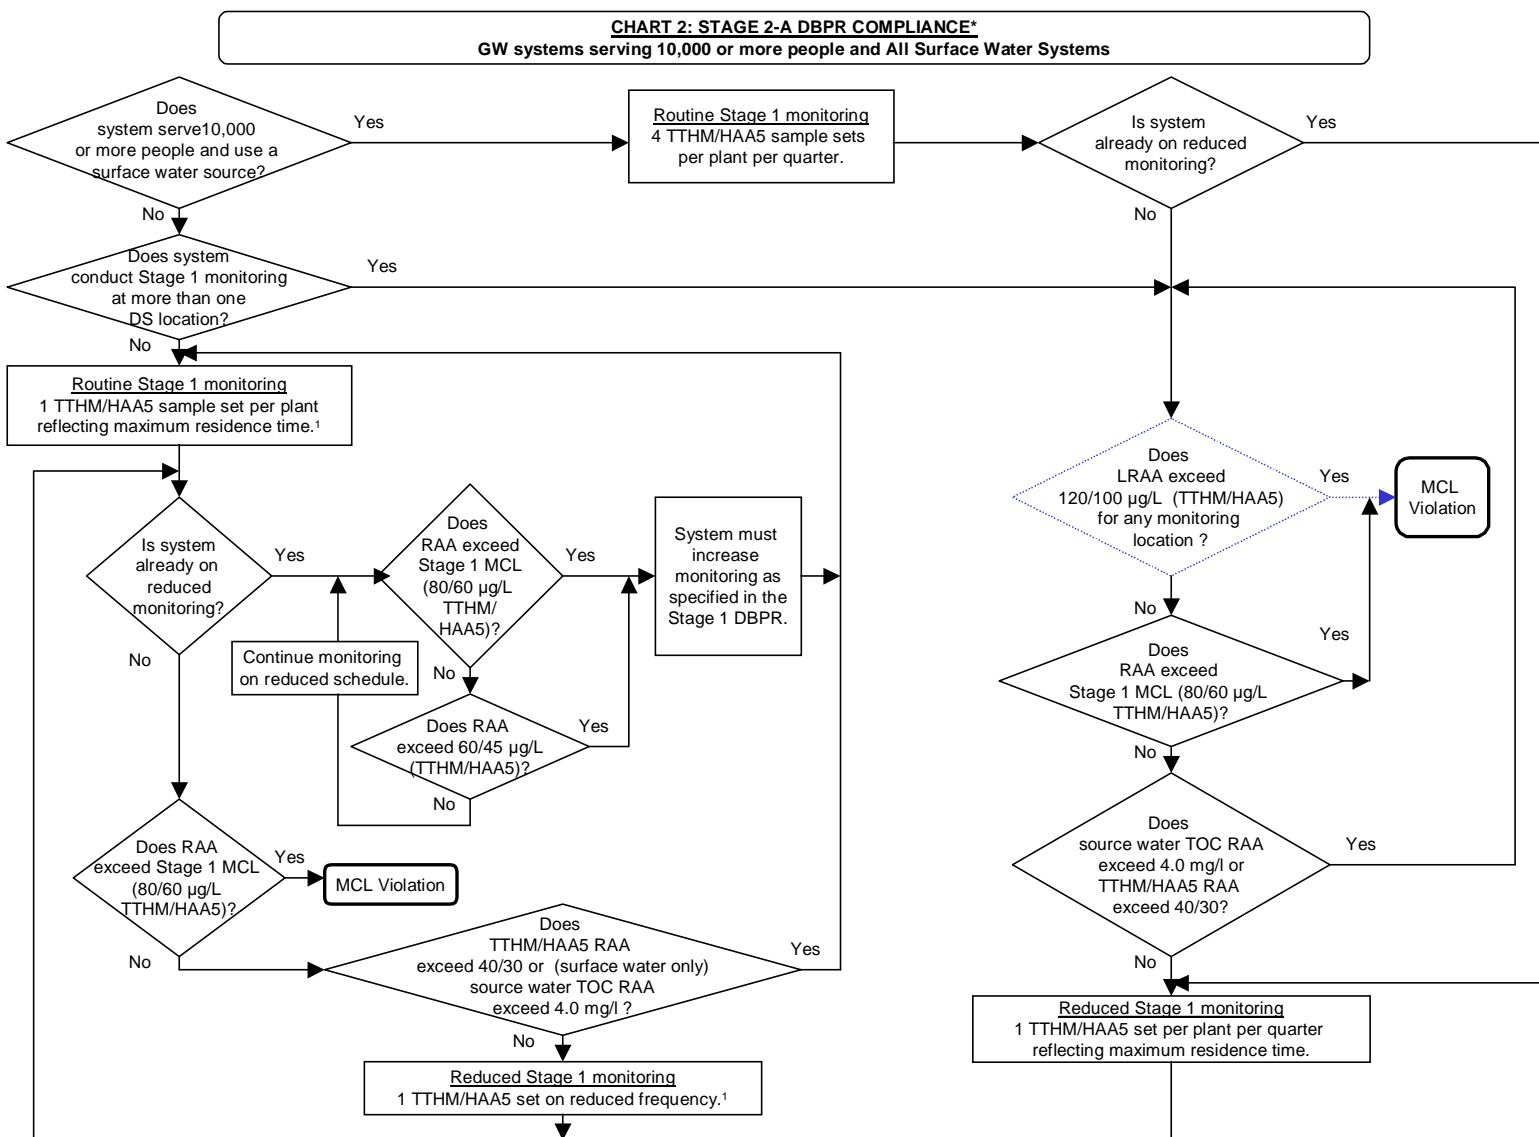 CHART 2: STAGE 2-A DBPR COMPLIANCE*
GW systems serving 10,000 or more people and All Surface Water Systems
Does
system serve10,000
or more people and use a
surface water source?
Yes
No
Routine Stage 1 monitoring
4 TTHM/HAA5 sample sets
per plant per quarter.
Is system
already on reduced
monitoring?
Yes
No
Does system
conduct Stage 1 monitoring
at more than one
DS location?
Yes
No
Routine Stage 1 monitoring
1 TTHM/HAA5 sample set per plant
reflecting maximum residence time.¹
Is system
already on
reduced
monitoring?
Yes
No
Does
RAA exceed
Stage 1 MCL
(80/60 µg/L
TTHM/
HAA5)?
Yes
No
System must
increase
monitoring as
specified in the
Stage 1 DBPR.
Continue monitoring
on reduced schedule.
Does RAA
exceed 60/45 µg/L
(TTHM/HAA5)?
Yes
No
Does RAA
exceed Stage 1 MCL
(80/60 µg/L
TTHM/HAA5)?
Yes
No
MCL Violation
Does
TTHM/HAA5 RAA
exceed 40/30 or (surface water only)
source water TOC RAA
exceed 4.0 mg/l ?
Yes
No
Reduced Stage 1 monitoring
1 TTHM/HAA5 set on reduced frequency.¹
Does
LRAA exceed
120/100 µg/L (TTHM/HAA5)
for any monitoring
location ?
Yes
No
MCL
Violation
Does
RAA exceed
Stage 1 MCL (80/60 µg/L
TTHM/HAA5)?
Yes
No
Does
source water TOC RAA
exceed 4.0 mg/l or
TTHM/HAA5 RAA
exceed 40/30?
Yes
No
Reduced Stage 1 monitoring
1 TTHM/HAA5 set per plant per quarter
reflecting maximum residence time.